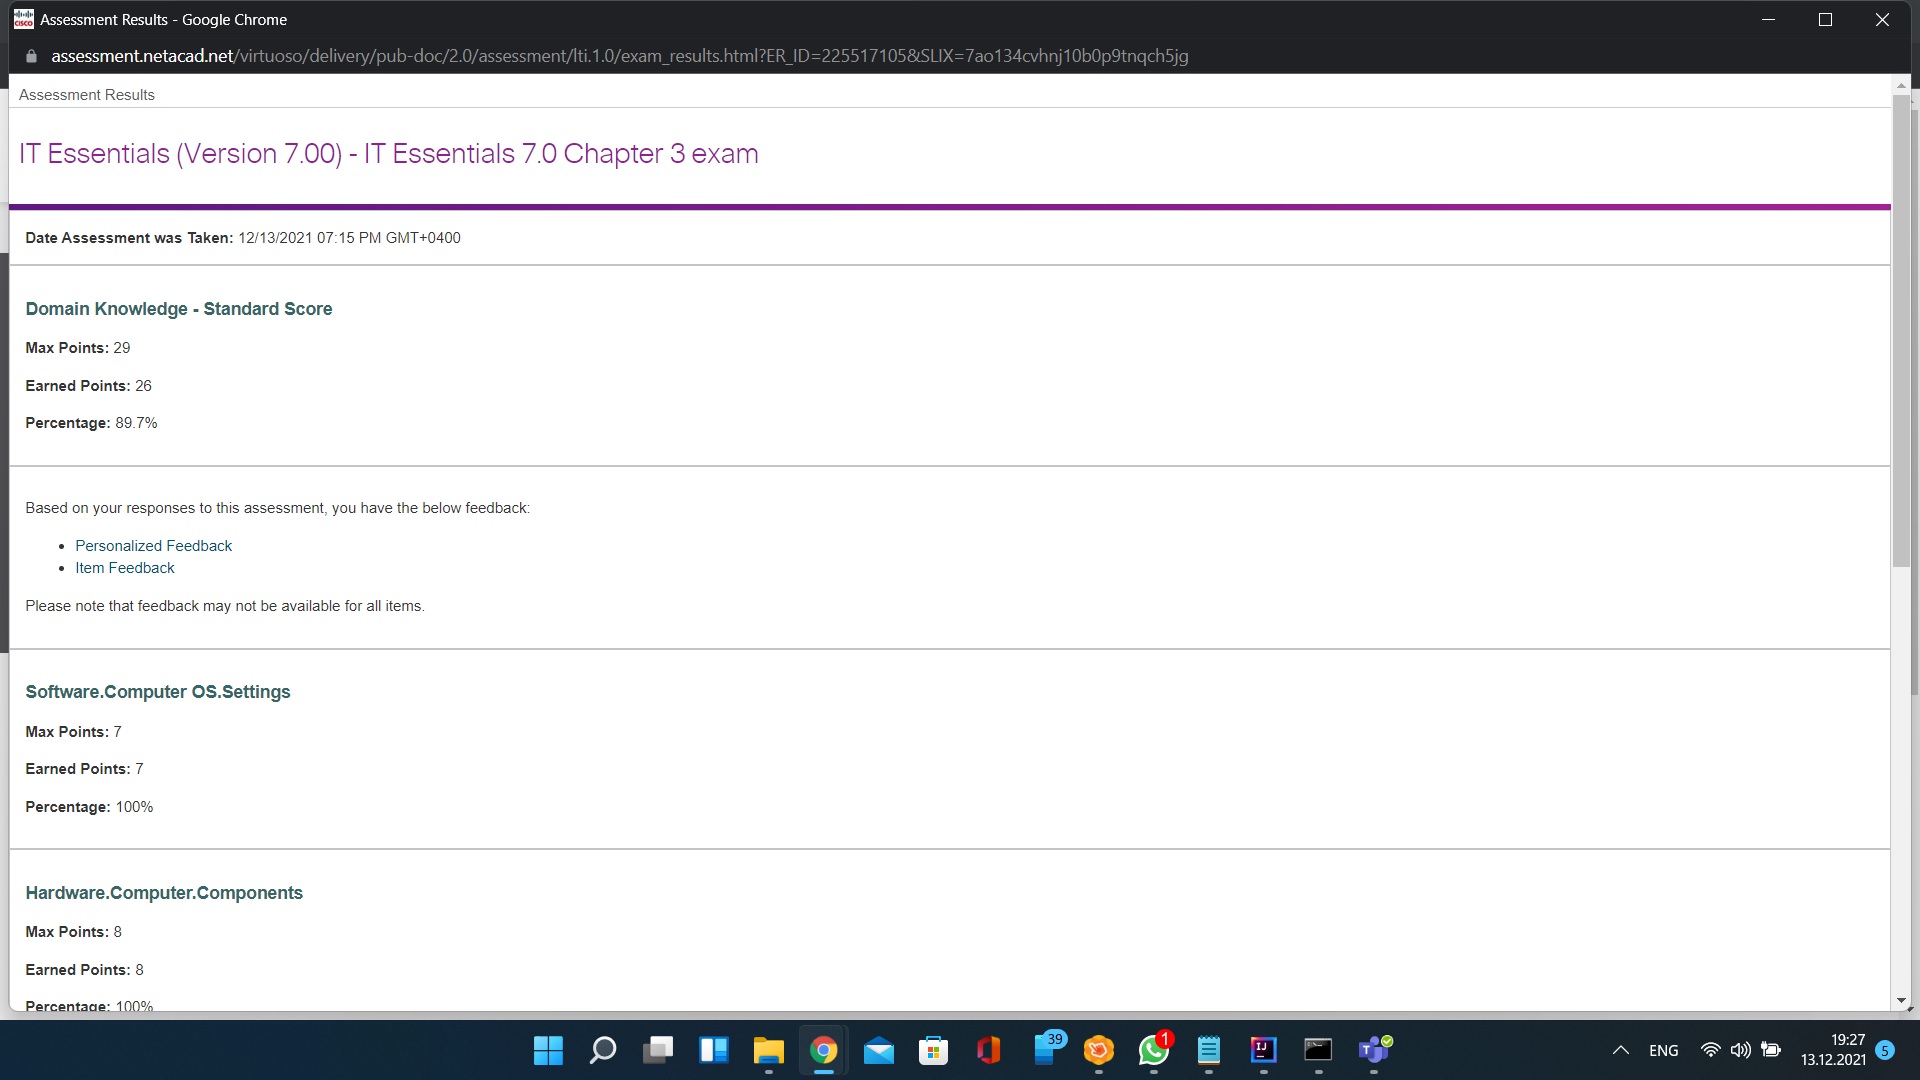 Assessment Results - Google Chrome
assessment.netacad.net/virtuoso/delivery/pub-doc/2.0/assessment/lti.1.0/exam_results.html?ER_ID=225517105&SLIX=7ao134cvhnj10b0p9tnqch5jg
Assessment Results
IT Essentials (Version 7.00) - IT Essentials 7.0 Chapter 3 exam
Date Assessment was Taken: 12/13/2021 07:15 PM GMT+0400
Domain Knowledge - Standard Score
Max Points: 29
Earned Points: 26
Percentage: 89.7%
Based on your responses to this assessment, you have the below feedback:
• Personalized Feedback
• Item Feedback
Please note that feedback may not be available for all items.
Software.Computer OS.Settings
Max Points: 7
Earned Points: 7
Percentage: 100%
Hardware.Computer.Components
Max Points: 8
Earned Points: 8
Percentage: 100%
39
1
IJ
T
ENG
19:27
13.12.2021
5
CISCO